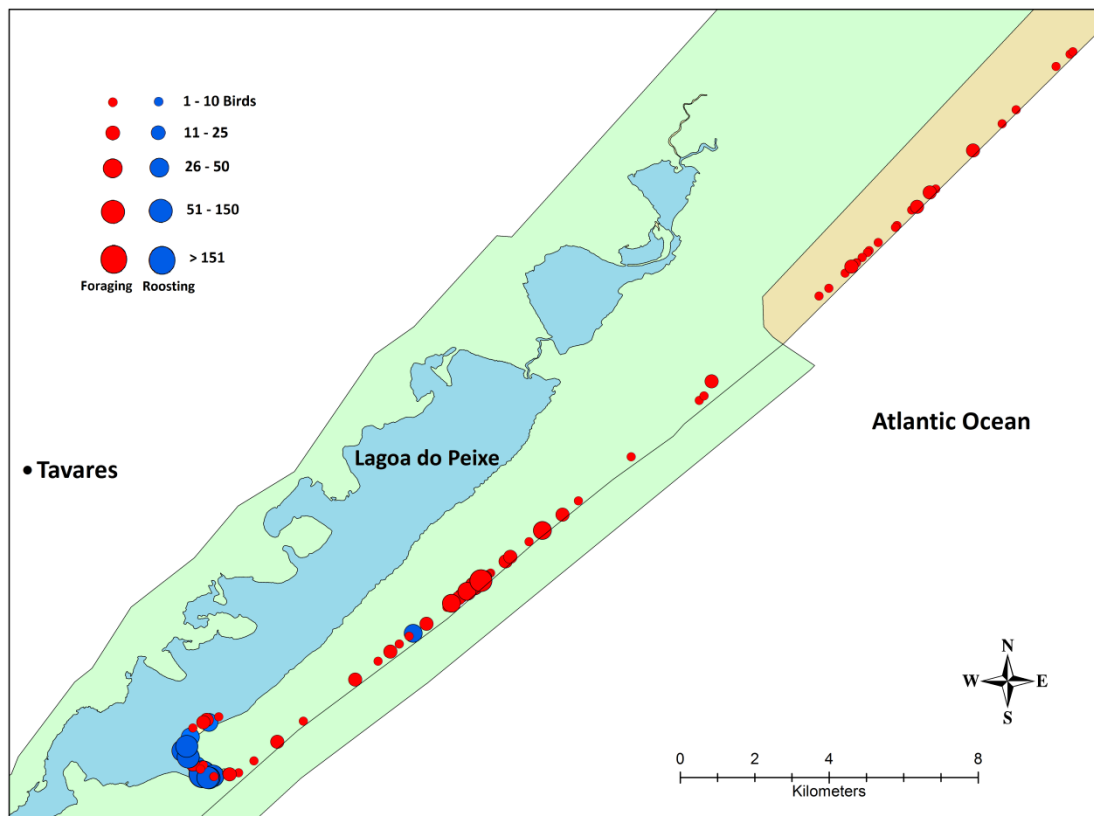 1 - 10 Birds
11 - 25
26 - 50
51 - 150
> 151
Foraging Roosting
Atlantic Ocean
Lagoa do Peixe
• Tavares
N
W E
S
0 2 4 6 8
Kilometers